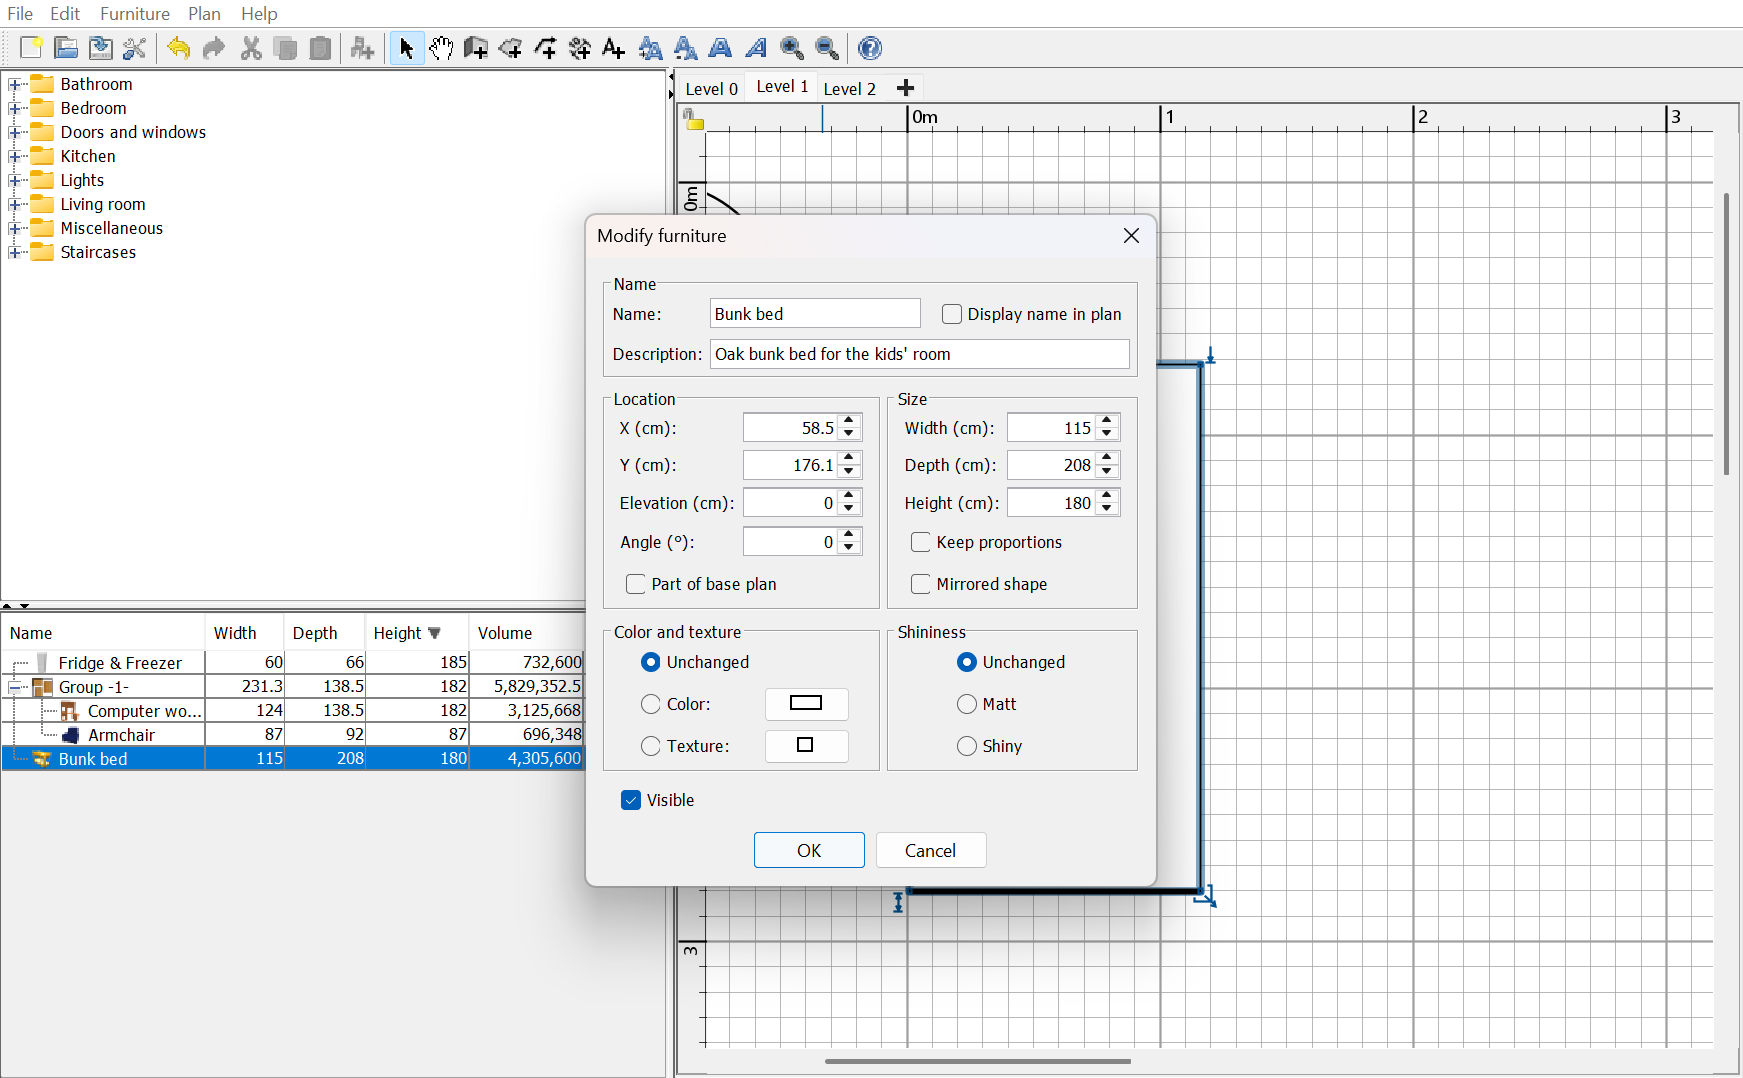 File Edit Furniture Plan Help
Level 0 Level 1 Level 2
Bathroom
Bedroom
Doors and windows
Kitchen
Lights
Living room
Miscellaneous
Staircases
0m 1 2 3
0m
3
Name Width Depth Height Volume
Fridge & Freezer 60 66 185 732,600
Group -1- 231.3 138.5 182 5,829,352.5
Computer wo... 124 138.5 182 3,125,668
Armchair 87 92 87 696,348
Bunk bed 115 208 180 4,305,600
Modify furniture
Name
Name: Bunk bed Display name in plan
Description: Oak bunk bed for the kids' room
Location
X (cm): 58.5
Y (cm): 176.1
Elevation (cm): 0
Angle (º): 0
Part of base plan
Size
Width (cm): 115
Depth (cm): 208
Height (cm): 180
Keep proportions
Mirrored shape
Color and texture
Unchanged
Color:
Texture:
Shininess
Unchanged
Matt
Shiny
Visible
OK Cancel